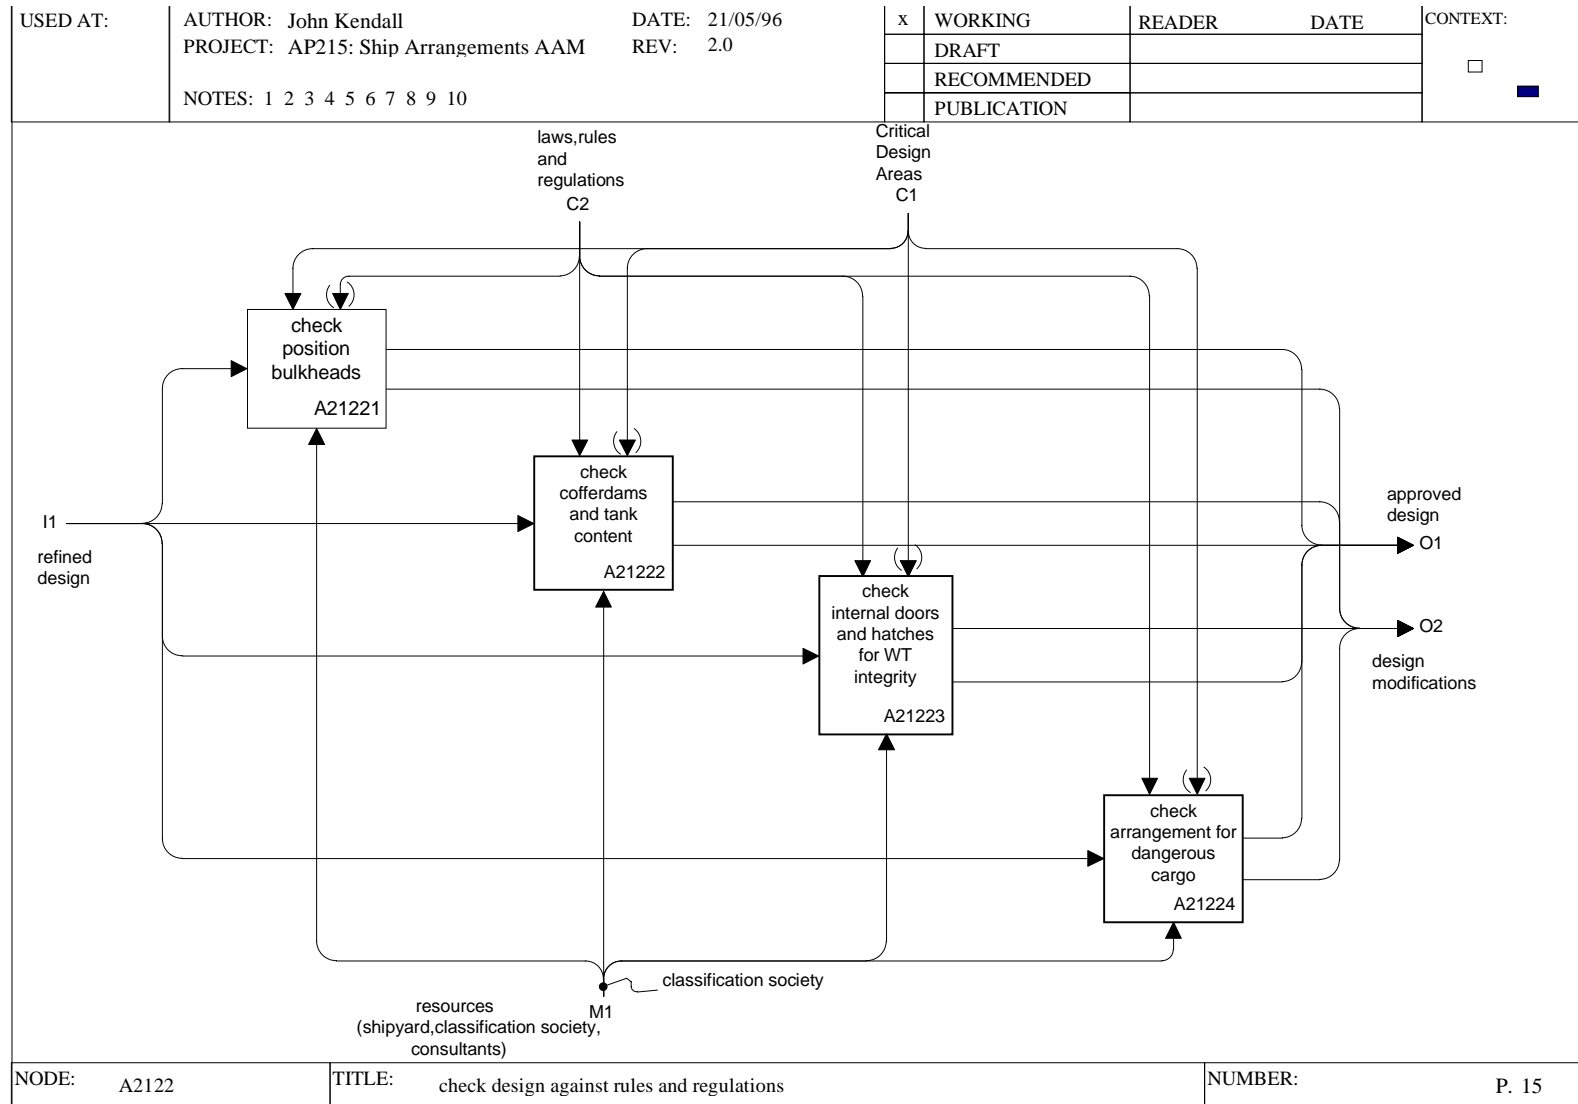 USED AT:
AUTHOR: John Kendall
DATE: 21/05/96
PROJECT: AP215: Ship Arrangements AAM
REV: 2.0
NOTES: 1 2 3 4 5 6 7 8 9 10
x WORKING
DRAFT
RECOMMENDED
PUBLICATION
READER DATE
CONTEXT:
laws,rules
and
regulations
C2
Critical
Design
Areas
C1
check
position
bulkheads
A21221
check
cofferdams
and tank
content
A21222
I1
refined
design
approved
design
O1
check
internal doors
and hatches
for WT
integrity
A21223
O2
design
modifications
check
arrangement for
dangerous
cargo
A21224
classification society
M1
resources
(shipyard,classification society,
consultants)
NODE: A2122
TITLE: check design against rules and regulations
NUMBER:
P. 15